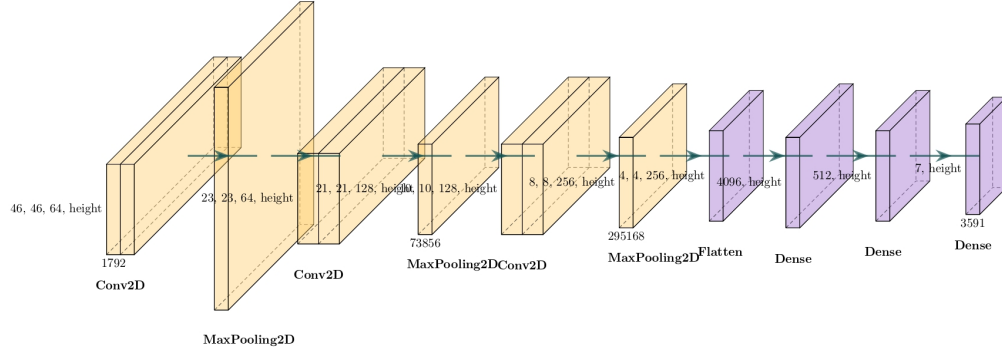 46, 46, 64, height
1792
Conv2D
23, 23, 64, height
MaxPooling2D
21, 21, 128, height
Conv2D
10, 10, 128, height
73856
MaxPooling2D
8, 8, 256, height
Conv2D
4, 4, 256, height
295168
MaxPooling2D
4096, height
Flatten
Dense
512, height
Dense
7, height
3591
Dense